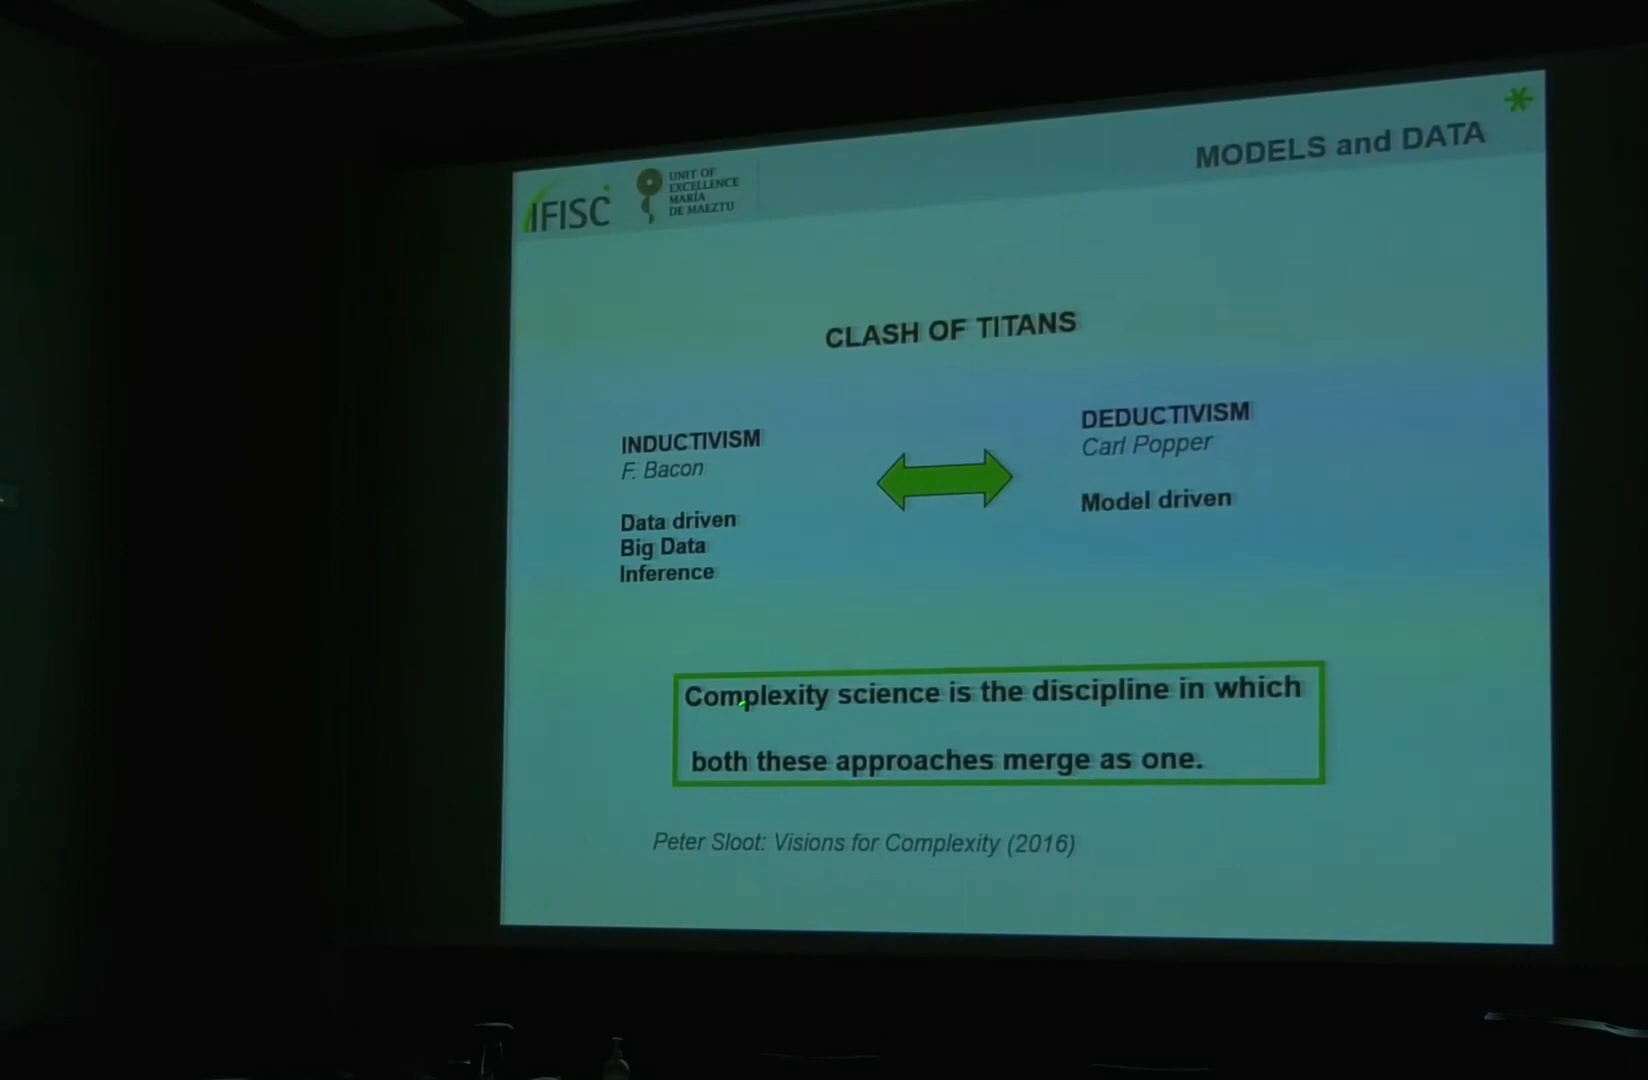 MODELS and DATA
IFISC
UNIT OF
EXCELLENCE
MARÍA
DE MAEZTU
CLASH OF TITANS
INDUCTIVISM
F. Bacon
Data driven
Big Data
Inference
DEDUCTIVISM
Carl Popper
Model driven
Complexity science is the discipline in which
both these approaches merge as one.
Peter Sloot: Visions for Complexity (2016)